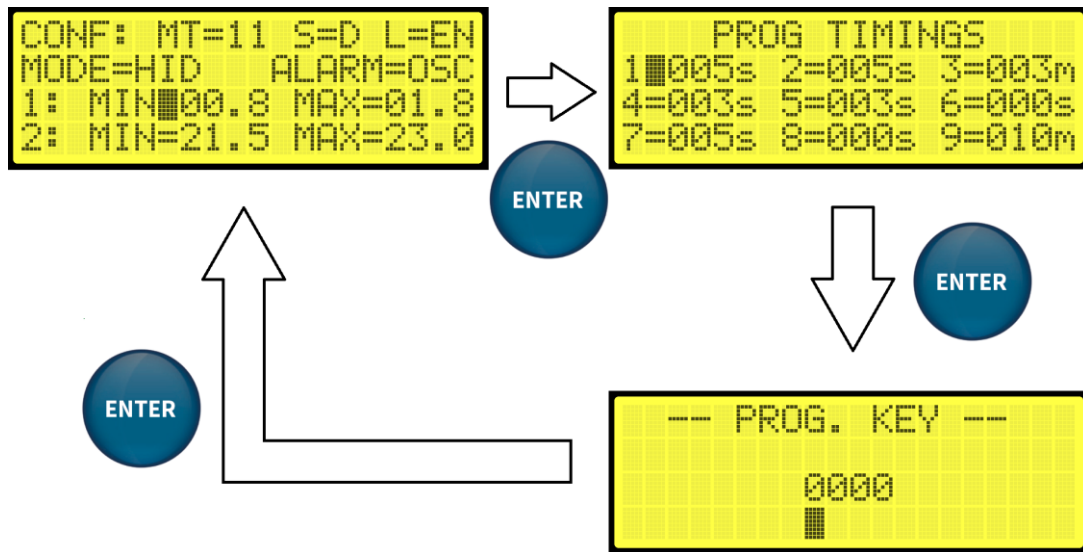 CONF: MT=11 S=D L=EN
MODE=HID ALARM=OSC
1: MIN 00.8 MAX=01.8
2: MIN=21.5 MAX=23.0
ENTER
PROG TIMINGS
1 005s 2=005s 3=003m
4=003s 5=003s 6=000s
7=005s 8=000s 9=010m
ENTER
-- PROG. KEY --
0000
ENTER